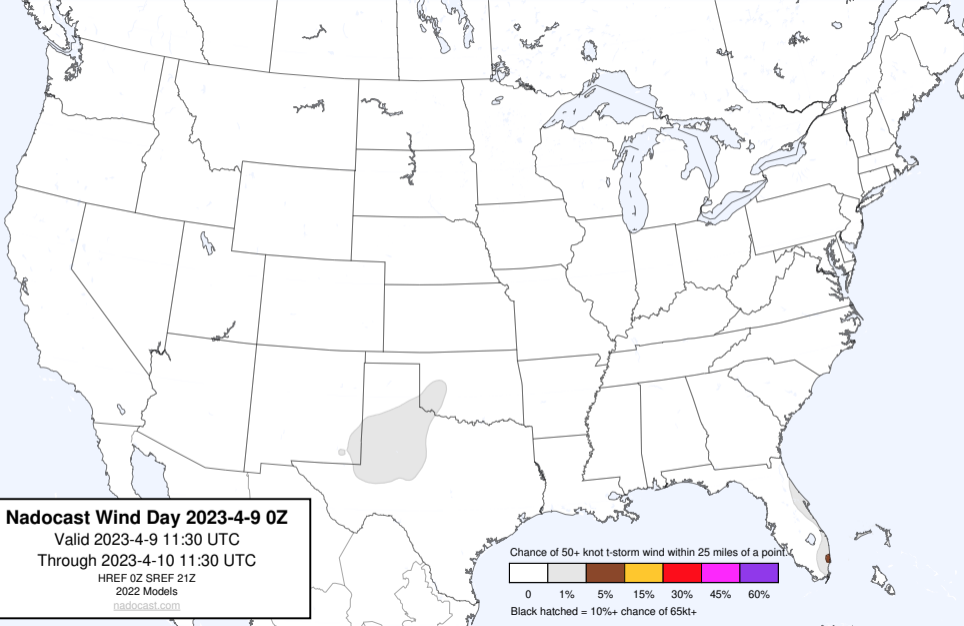 Nadocast Wind Day 2023-4-9 0Z
Valid 2023-4-9 11:30 UTC
Through 2023-4-10 11:30 UTC
HREF 0Z SREF 21Z
2022 Models
nadocast.com
Chance of 50+ knot t-storm wind within 25 miles of a point.
0 1% 5% 15% 30% 45% 60%
Black hatched = 10%+ chance of 65kt+